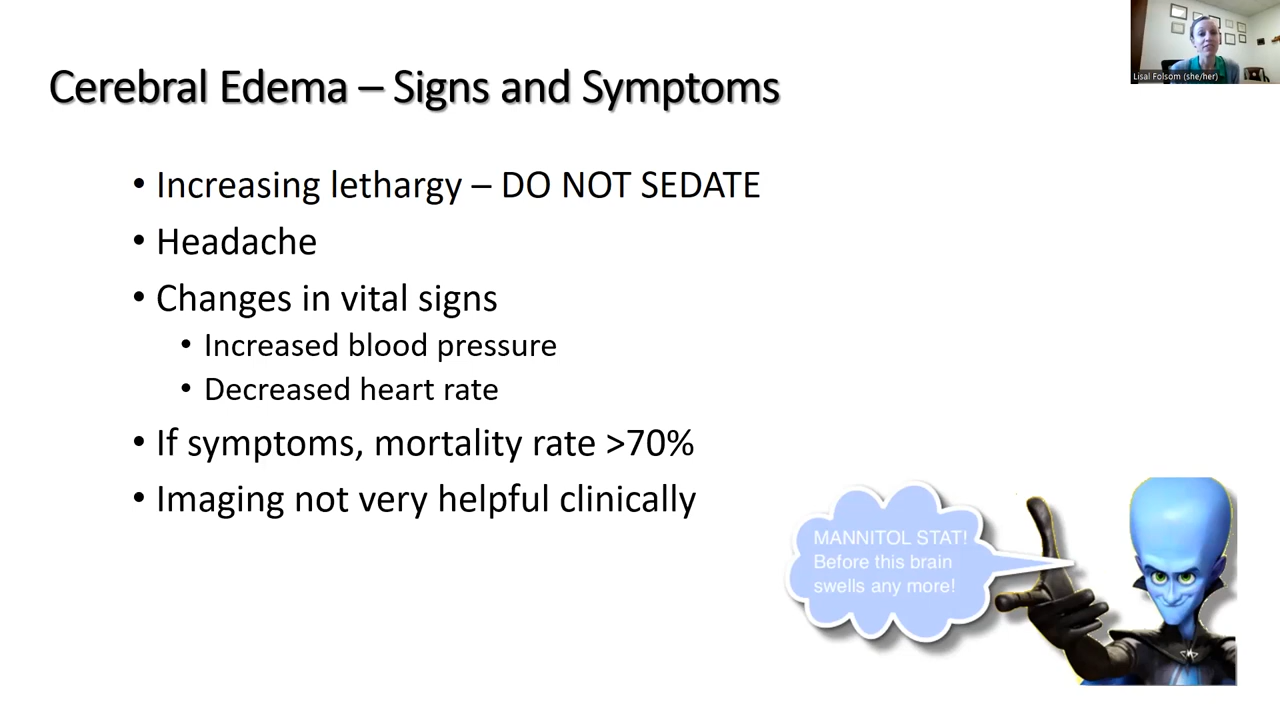 Lisal Folsom (she/her)
Cerebral Edema – Signs and Symptoms
• Increasing lethargy – DO NOT SEDATE
• Headache
• Changes in vital signs
• Increased blood pressure
• Decreased heart rate
• If symptoms, mortality rate >70%
• Imaging not very helpful clinically
MANNITOL STAT!
Before this brain
swells any more!